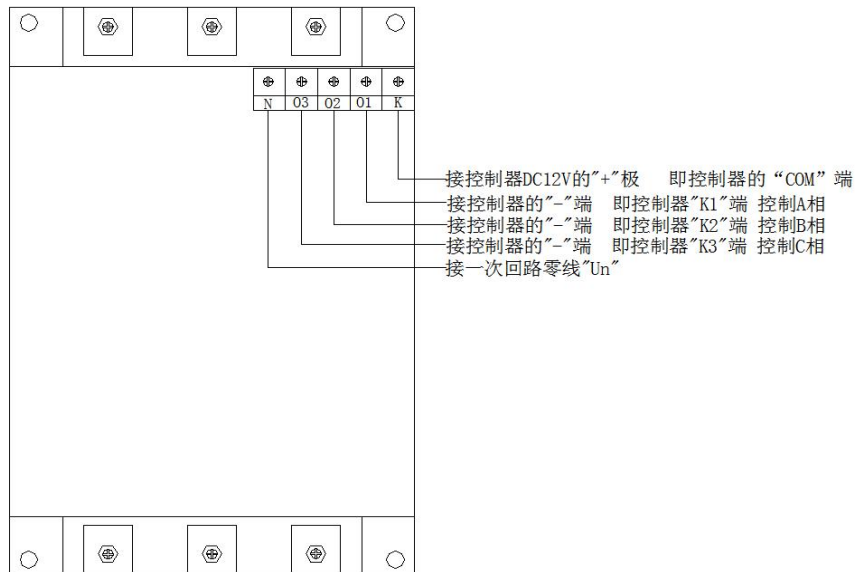 N O3 O2 O1 K
接控制器DC12V的"+"极 即控制器的“COM”端
接控制器的"-"端 即控制器"K1"端 控制A相
接控制器的"-"端 即控制器"K2"端 控制B相
接控制器的"-"端 即控制器"K3"端 控制C相
接一次回路零线"Un"